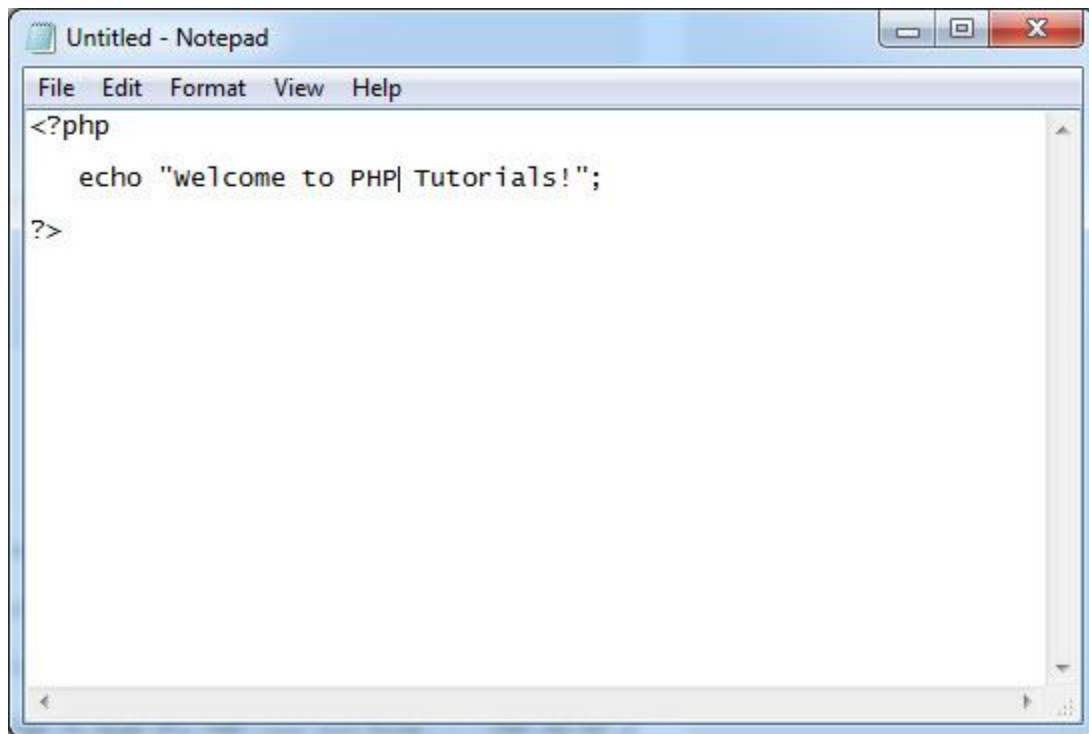 Untitled - Notepad
File Edit Format View Help
<?php
echo "Welcome to PHP Tutorials!";
?>